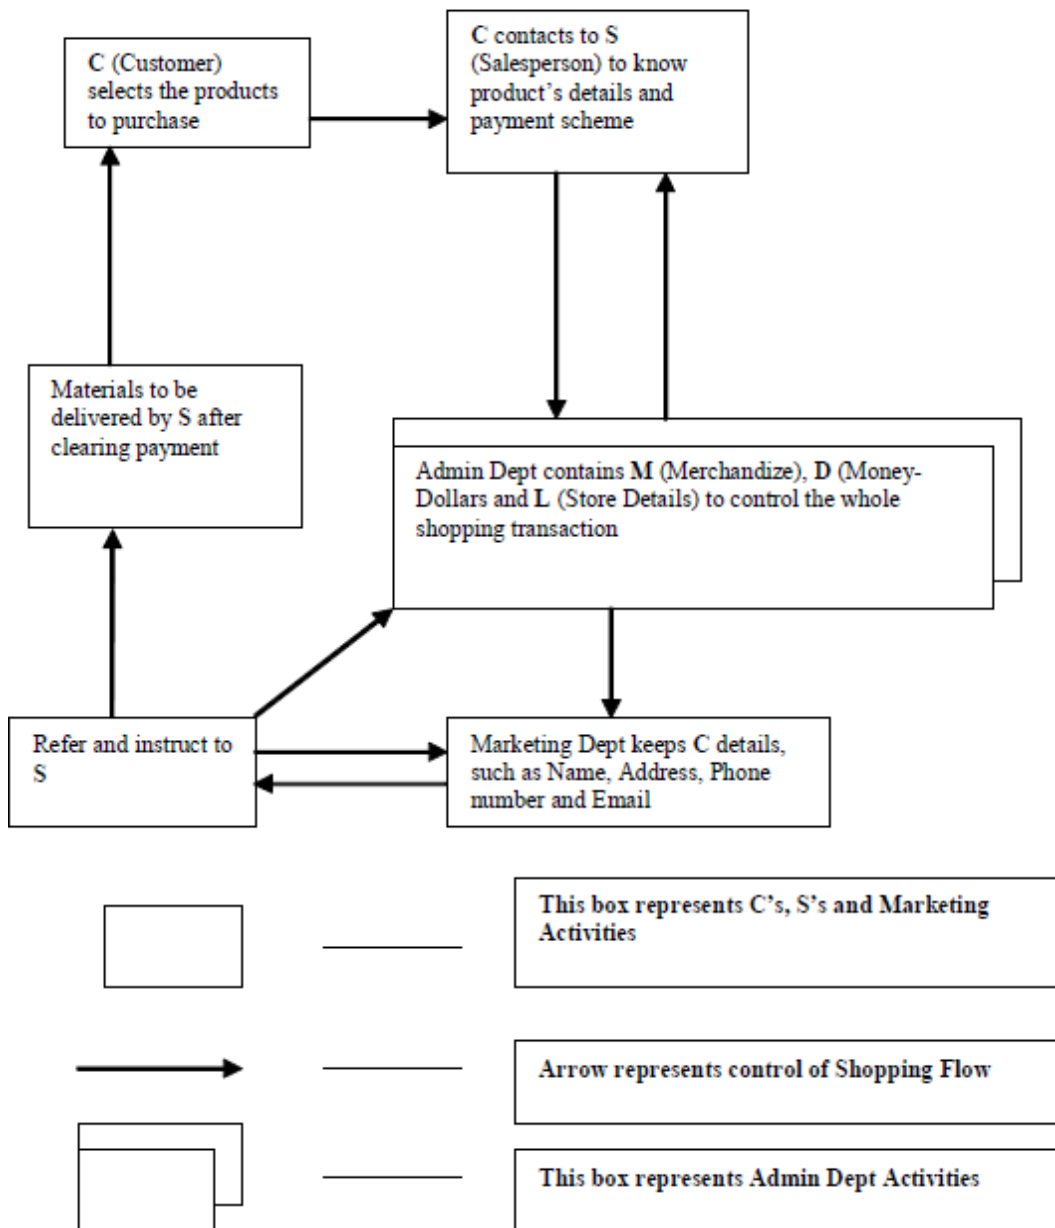 C (Customer)
selects the products
to purchase
C contacts to S
(Salesperson) to know
product's details and
payment scheme
Materials to be
delivered by S after
clearing payment
Admin Dept contains M (Merchandize), D (Money-
Dollars and L (Store Details) to control the whole
shopping transaction
Refer and instruct to
S
Marketing Dept keeps C details,
such as Name, Address, Phone
number and Email
This box represents C's, S's and Marketing
Activities
Arrow represents control of Shopping Flow
This box represents Admin Dept Activities